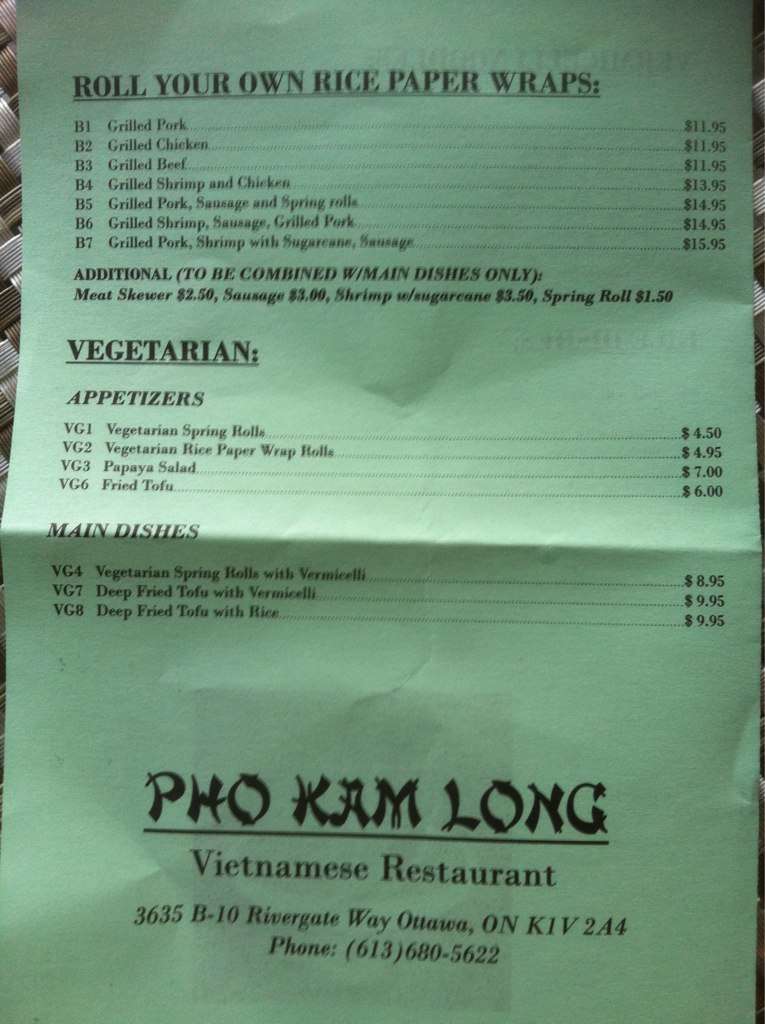 ROLL YOUR OWN RICE PAPER WRAPS:
B1 Grilled Pork $11.95
B2 Grilled Chicken $11.95
B3 Grilled Beef $11.95
B4 Grilled Shrimp and Chicken $13.95
B5 Grilled Pork, Sausage and Spring rolls $14.95
B6 Grilled Shrimp, Sausage, Grilled Pork $14.95
B7 Grilled Pork, Shrimp with Sugarcane, Sausage $15.95
ADDITIONAL (TO BE COMBINED W/MAIN DISHES ONLY):
Meat Skewer $2.50, Sausage $3.00, Shrimp w/sugarcane $3.50, Spring Roll $1.50
VEGETARIAN:
APPETIZERS
VG1 Vegetarian Spring Rolls $ 4.50
VG2 Vegetarian Rice Paper Wrap Rolls $ 4.95
VG3 Papaya Salad $ 7.00
VG6 Fried Tofu $ 6.00
MAIN DISHES
VG4 Vegetarian Spring Rolls with Vermicelli $ 8.95
VG7 Deep Fried Tofu with Vermicelli $ 9.95
VG8 Deep Fried Tofu with Rice $ 9.95
PHO KAM LONG
Vietnamese Restaurant
3635 B-10 Rivergate Way Ottawa, ON K1V 2A4
Phone: (613)680-5622